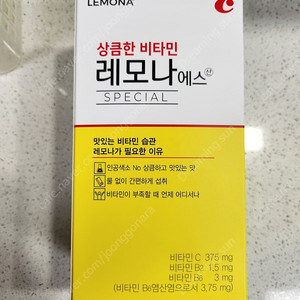 LEMONA®
상큼한 비타민
레모나에스산
SPECIAL
맛있는 비타민 습관
레모나가 필요한 이유
인공색소 No 상큼하고 맛있는 맛
물 없이 간편하게 섭취
비타민이 부족할 때 언제 어디서나
비타민 C 375 mg
비타민 B₂ 1.5 mg
비타민 B₆ 3 mg
(비타민 B₆염산염으로서 3.75 mg)